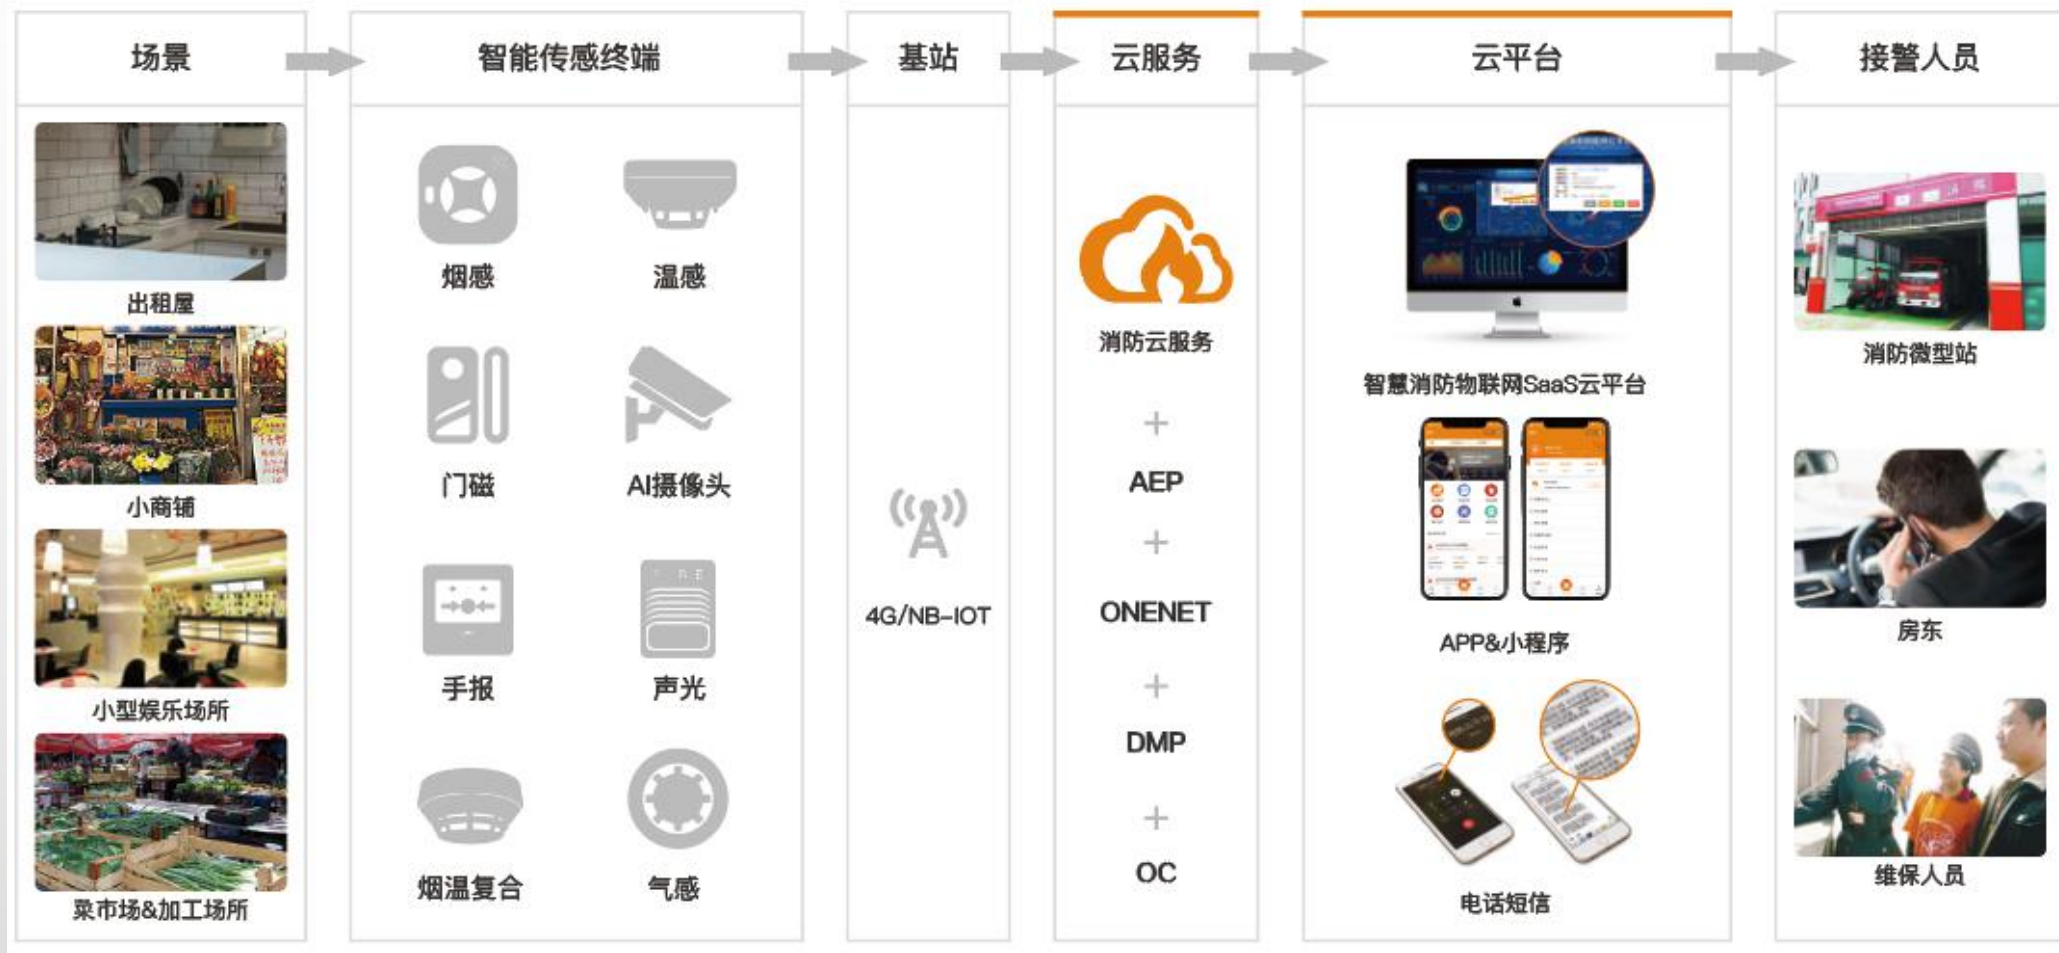 场景
智能传感终端
基站
云服务
云平台
接警人员
出租屋
小商铺
小型娱乐场所
菜市场&加工场所
烟感
温感
门磁
AI摄像头
手报
声光
烟温复合
气感
4G/NB-IOT
消防云服务
+
AEP
+
ONENET
+
DMP
+
OC
智慧消防物联网SaaS云平台
APP&小程序
电话短信
消防微型站
房东
维保人员